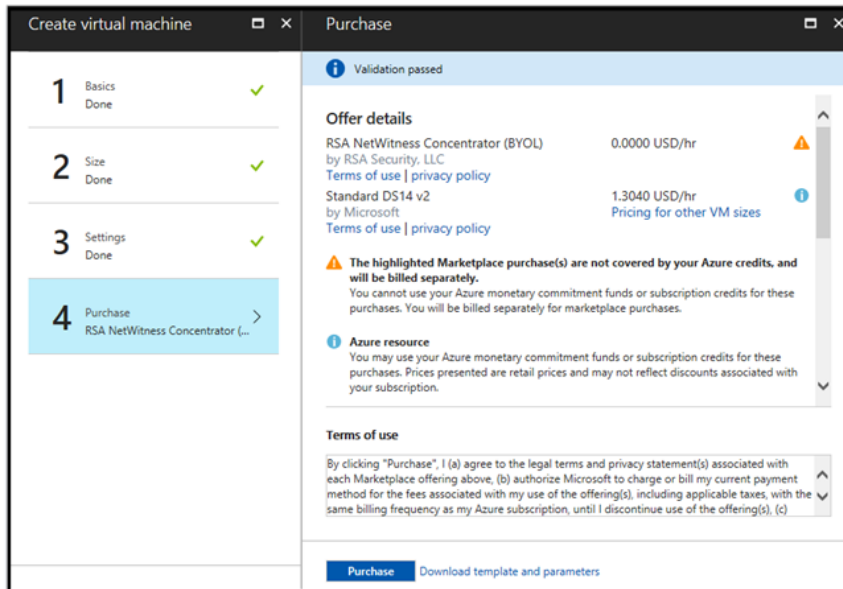 Create virtual machine
1
Basics
Done
2
Size
Done
3
Settings
Done
4
Purchase
RSA NetWitness Concentrator (...
Purchase
Validation passed
Offer details
RSA NetWitness Concentrator (BYOL) 0.0000 USD/hr
by RSA Security, LLC
Terms of use | privacy policy
Standard DS14 v2 1.3040 USD/hr
by Microsoft Pricing for other VM sizes
Terms of use | privacy policy
The highlighted Marketplace purchase(s) are not covered by your Azure credits, and
will be billed separately.
You cannot use your Azure monetary commitment funds or subscription credits for these
purchases. You will be billed separately for marketplace purchases.
Azure resource
You may use your Azure monetary commitment funds or subscription credits for these
purchases. Prices presented are retail prices and may not reflect discounts associated with
your subscription.
Terms of use
By clicking "Purchase", I (a) agree to the legal terms and privacy statement(s) associated with
each Marketplace offering above, (b) authorize Microsoft to charge or bill my current payment
method for the fees associated with my use of the offering(s), including applicable taxes, with the
same billing frequency as my Azure subscription, until I discontinue use of the offering(s), (c)
Purchase Download template and parameters